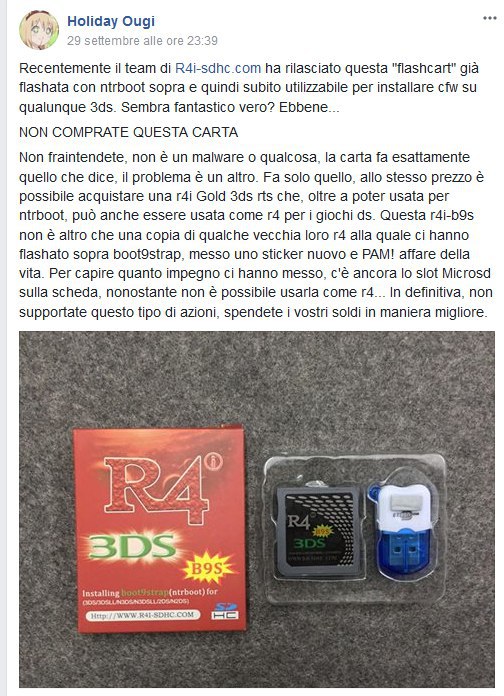 Holiday Ougi
29 settembre alle ore 23:39
Recentemente il team di R4i-sdhc.com ha rilasciato questa "flashcart" già
flashata con ntrboot sopra e quindi subito utilizzabile per installare cfw su
qualunque 3ds. Sembra fantastico vero? Ebbene...
NON COMPRATE QUESTA CARTA
Non fraintendete, non è un malware o qualcosa, la carta fa esattamente
quello che dice, il problema è un altro. Fa solo quello, allo stesso prezzo è
possibile acquistare una r4i Gold 3ds rts che, oltre a poter usata per
ntrboot, può anche essere usata come r4 per i giochi ds. Questa r4i-b9s
non è altro che una copia di qualche vecchia loro r4 alla quale ci hanno
flashato sopra boot9strap, messo uno sticker nuovo e PAM! affare della
vita. Per capire quanto impegno ci hanno messo, c'è ancora lo slot Microsd
sulla scheda, nonostante non è possibile usarla come r4... In definitiva, non
supportate questo tipo di azioni, spendete i vostri soldi in maniera migliore.
R4i
3DS
B9S
Installing boot9strap(ntrboot) for
(3DS/3DSLL/N3DS/N3DSLL/2DS/N2DS)
Http://www.R4i-SDHC.com
SD
HC
R4i
B9S
3DS